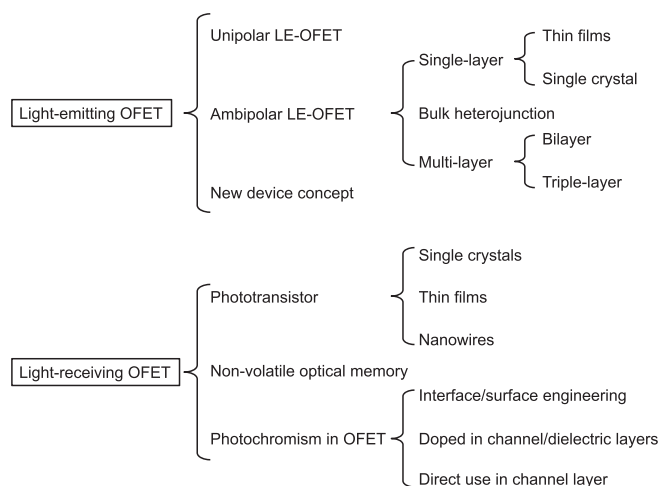 Light-emitting OFET
Unipolar LE-OFET
Ambipolar LE-OFET
Single-layer
Thin films
Single crystal
Bulk heterojunction
Multi-layer
Bilayer
Triple-layer
New device concept
Light-receiving OFET
Phototransistor
Single crystals
Thin films
Nanowires
Non-volatile optical memory
Photochromism in OFET
Interface/surface engineering
Doped in channel/dielectric layers
Direct use in channel layer